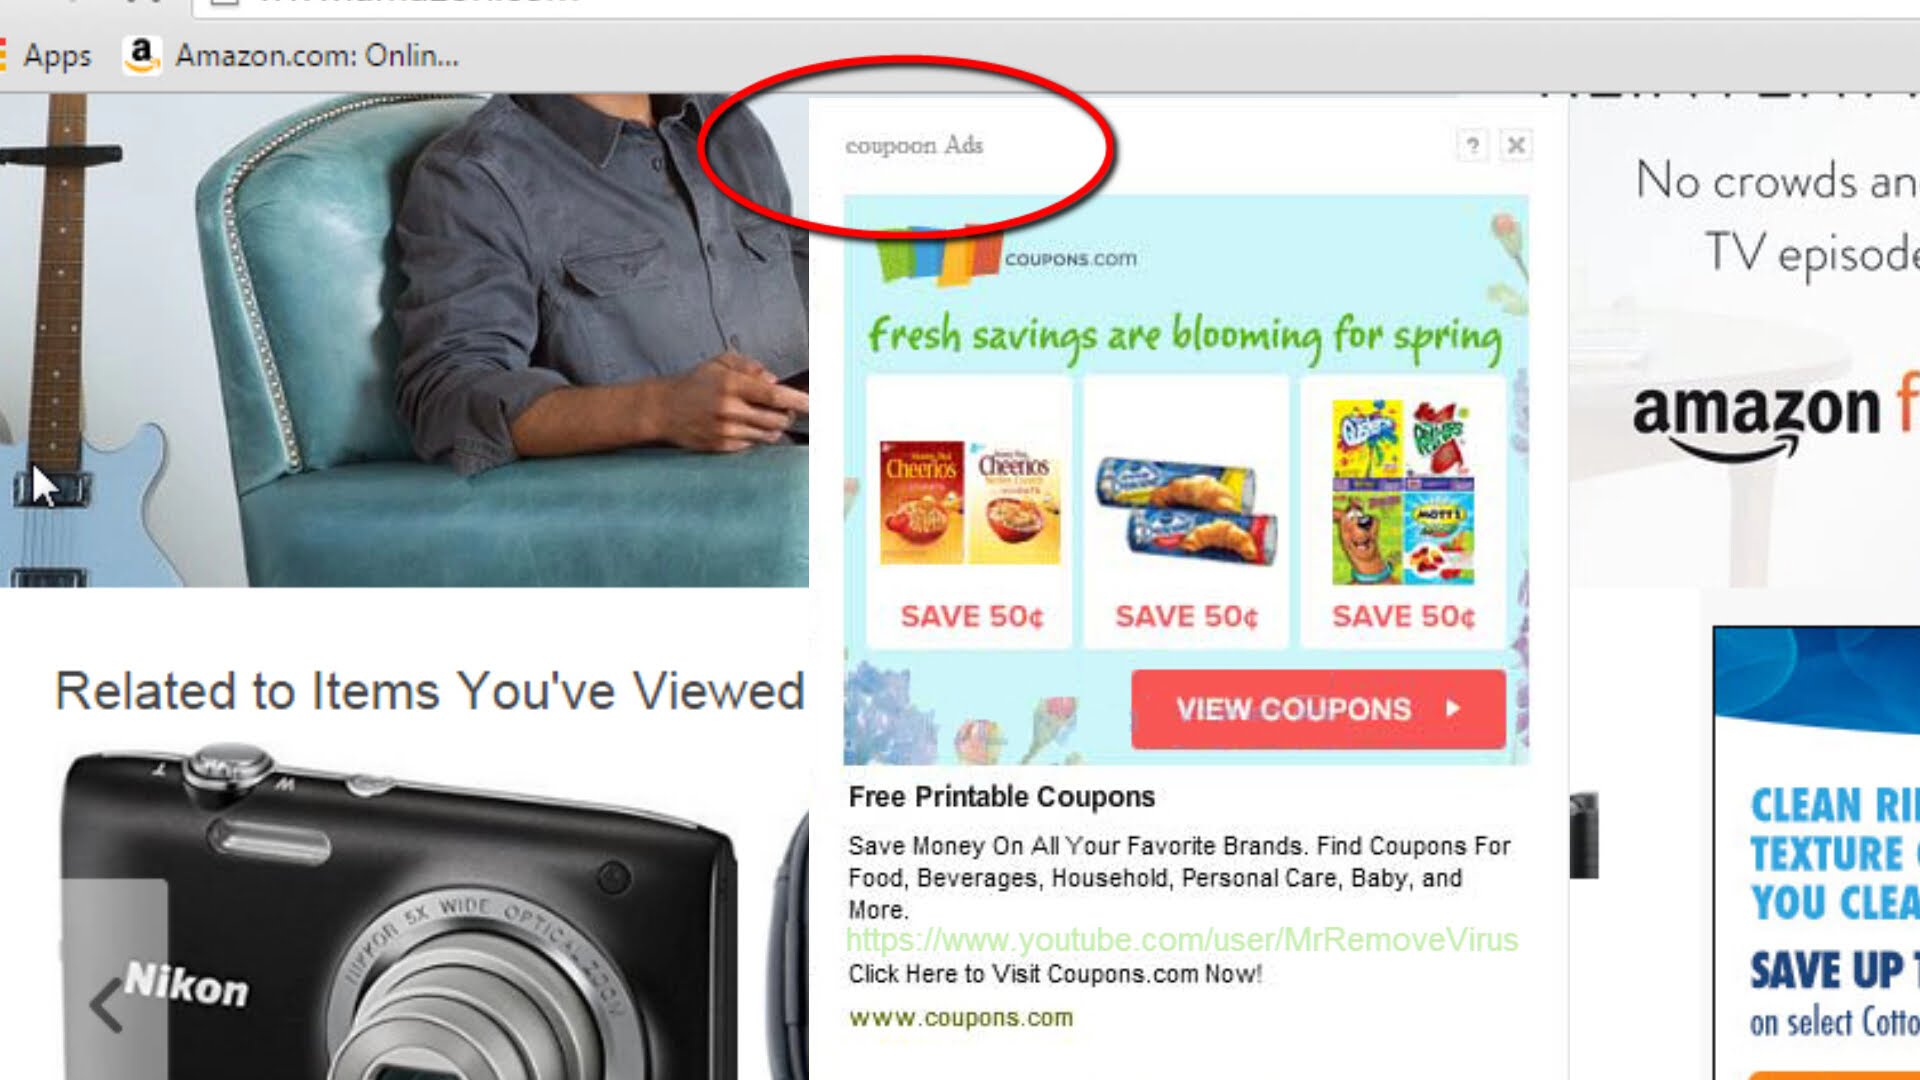 Apps
a
Amazon.com: Onlin...
coupoon Ads
?
No crowds an
TV episode
amazon f
COUPONS.com
fresh savings are blooming for spring
Cheerios
Cheerios
MOTT'S
SAVE 50¢
SAVE 50¢
SAVE 50¢
VIEW COUPONS
Related to Items You've Viewed
Free Printable Coupons
Save Money On All Your Favorite Brands. Find Coupons For
Food, Beverages, Household, Personal Care, Baby, and
More.
https://www.youtube.com/user/MrRemoveVirus
Click Here to Visit Coupons.com Now!
www.coupons.com
T
W
NIKKOR 5X WIDE OPTICAL ZOOM
Nikon
CLEAN RI
TEXTURE
YOU CLEA
SAVE UP T
on select Cotto